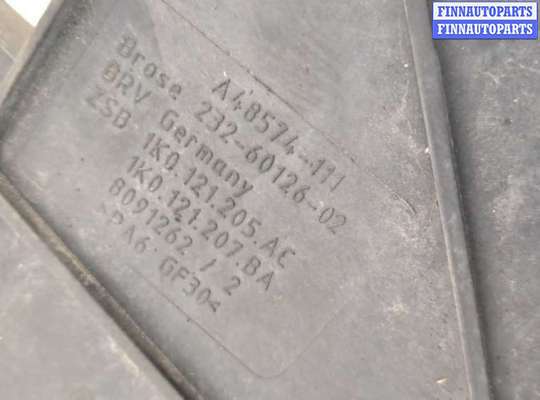 FINNAUTOPARTS
FINNAUTOPARTS
A48574-111
Brose 232-60126-02
BRV Germany
ZSB 1K0.121.205.AC
1K0.121.207.BA
8091262 / 2
>PA6 GF30<